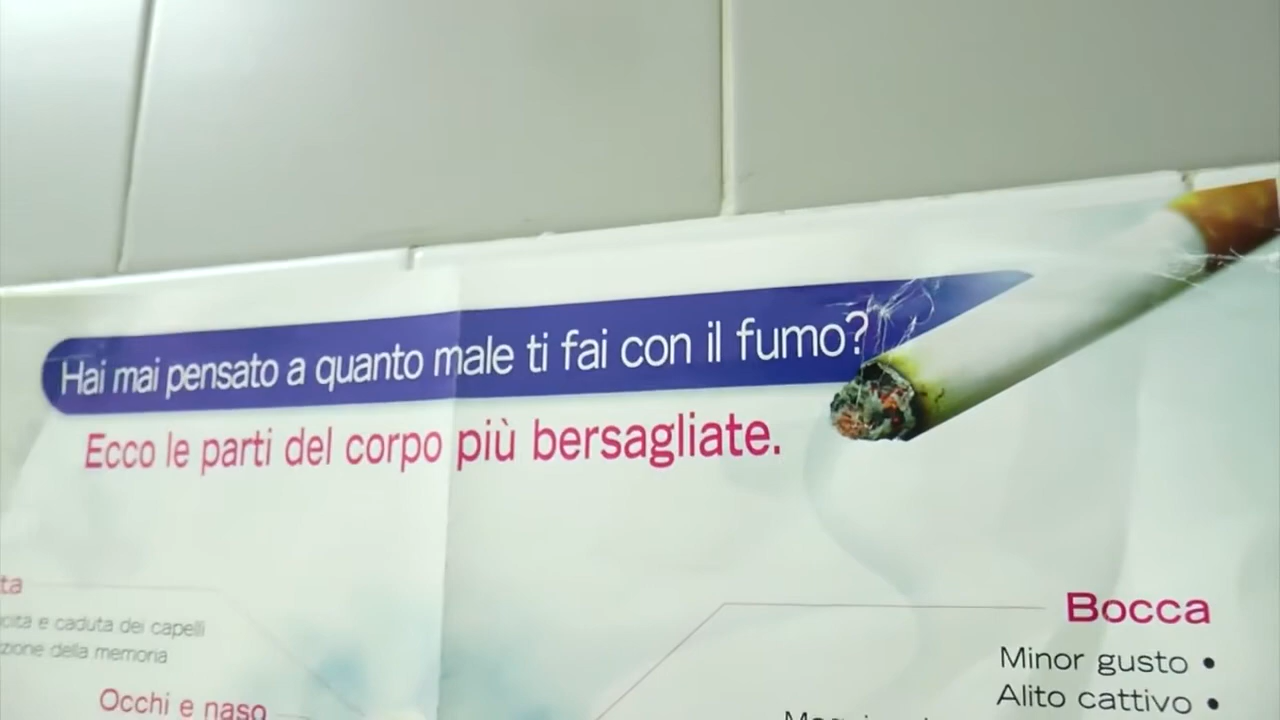 Hai mai pensato a quanto male ti fai con il fumo?
Ecco le parti del corpo più bersagliate.
e caduta dei capelli
della memoria
Occhi e naso
Bocca
Minor gusto •
Alito cattivo •